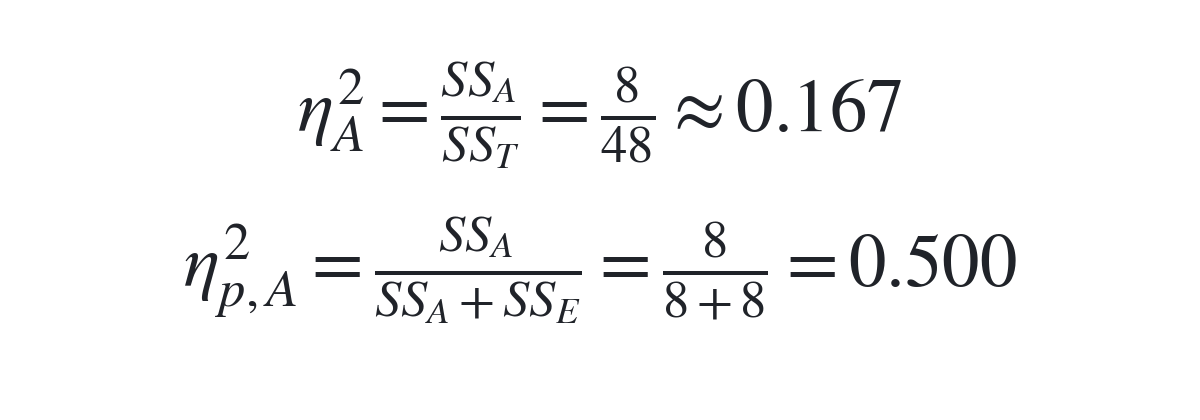 η²_A = SS_A/SS_T = 8/48 ≈ 0.167
η²_{p,A} = SS_A/(SS_A + SS_E) = 8/(8 + 8) = 0.500